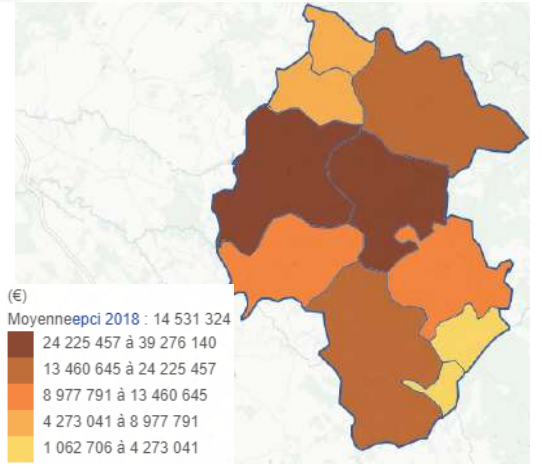 (€)
Moyenneepci 2018 : 14 531 324
24 225 457 à 39 276 140
13 460 645 à 24 225 457
8 977 791 à 13 460 645
4 273 041 à 8 977 791
1 062 706 à 4 273 041